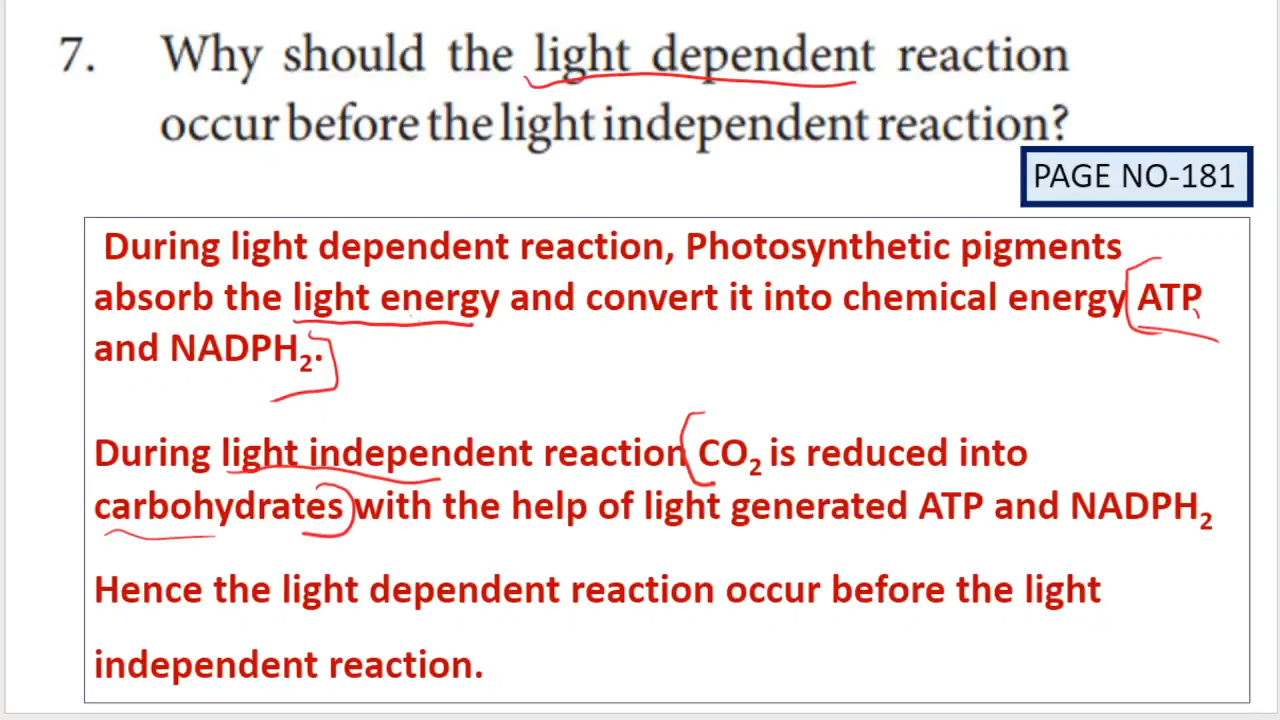 7. Why should the light dependent reaction
occur before the light independent reaction?
PAGE NO-181
During light dependent reaction, Photosynthetic pigments
absorb the light energy and convert it into chemical energy ATP
and NADPH₂.
During light independent reaction CO₂ is reduced into
carbohydrates with the help of light generated ATP and NADPH₂
Hence the light dependent reaction occur before the light
independent reaction.